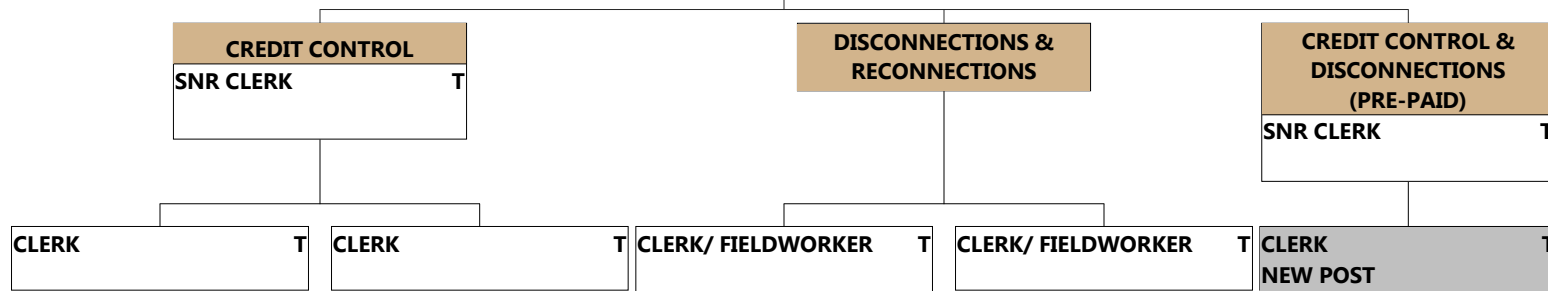 CREDIT CONTROL
SNR CLERK T
DISCONNECTIONS &
RECONNECTIONS
CREDIT CONTROL &
DISCONNECTIONS
(PRE-PAID)
SNR CLERK T
CLERK T
CLERK T
CLERK/ FIELDWORKER T
CLERK/ FIELDWORKER T
CLERK T
NEW POST